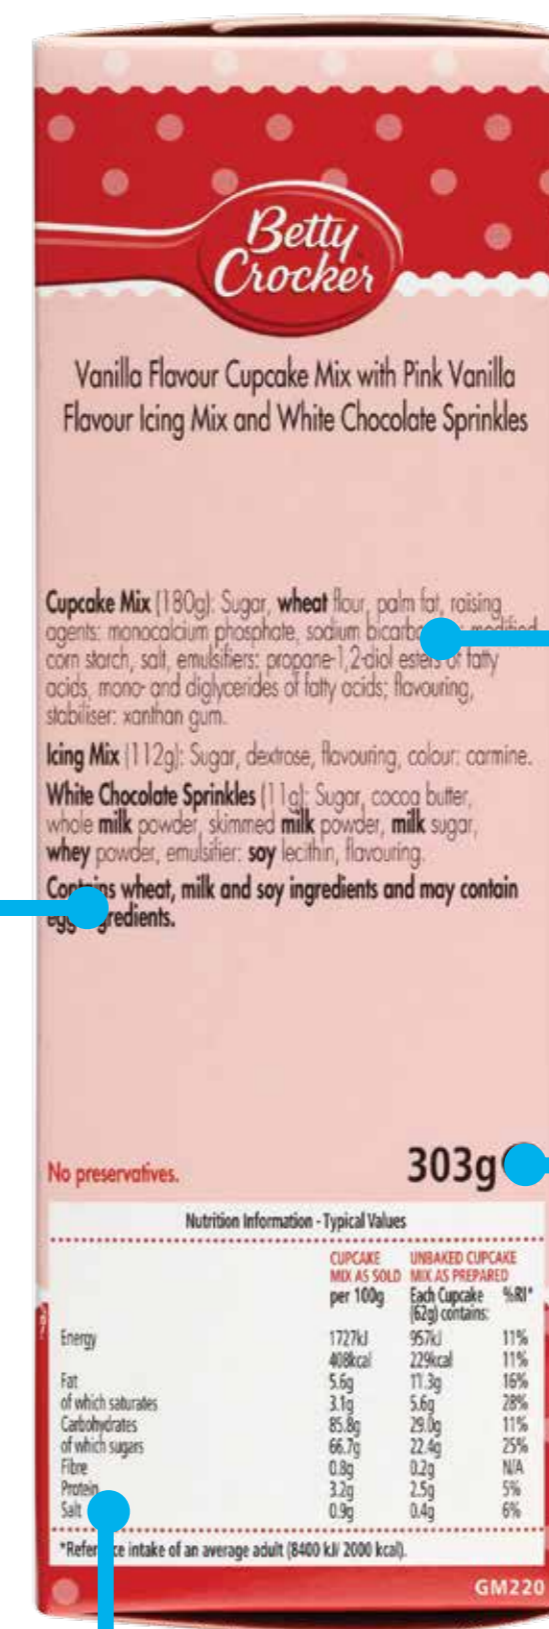 Betty
Crocker
Vanilla Flavour Cupcake Mix with Pink Vanilla
Flavour Icing Mix and White Chocolate Sprinkles
Cupcake Mix (180g): Sugar, wheat flour, palm fat, raising
agents: monocalcium phosphate, sodium modified
corn starch, salt, emulsifiers: propane-1,2-diol esters of fatty
acids, mono- and diglycerides of fatty acids; flavouring,
stabiliser: xanthan gum.
Icing Mix (112g): Sugar, dextrose, flavouring, colour: carmine.
White Chocolate Sprinkles (11g): Sugar, cocoa butter,
whole milk powder, skimmed milk powder, milk sugar,
whey powder, emulsifier: soy lecithin, flavouring.
Contains wheat, milk and soy ingredients and may contain
egg ingredients.
No preservatives.
303g
Nutrition Information - Typical Values
CUPCAKE UNBAKED CUPCAKE
MIX AS SOLD MIX AS PREPARED
per 100g Each Cupcake %RI*
(62g) contains:
Energy 1727kJ 957kJ 11%
408kcal 229kcal 11%
Fat 5.6g 11.3g 16%
of which saturates 3.1g 5.6g 28%
Carbohydrates 85.8g 29.0g 11%
of which sugars 66.7g 22.4g 25%
Fibre 0.8g 0.2g N/A
Protein 3.2g 2.5g 5%
Salt 0.9g 0.4g 6%
*Reference intake of an average adult (8400 kJ/ 2000 kcal).
GM220